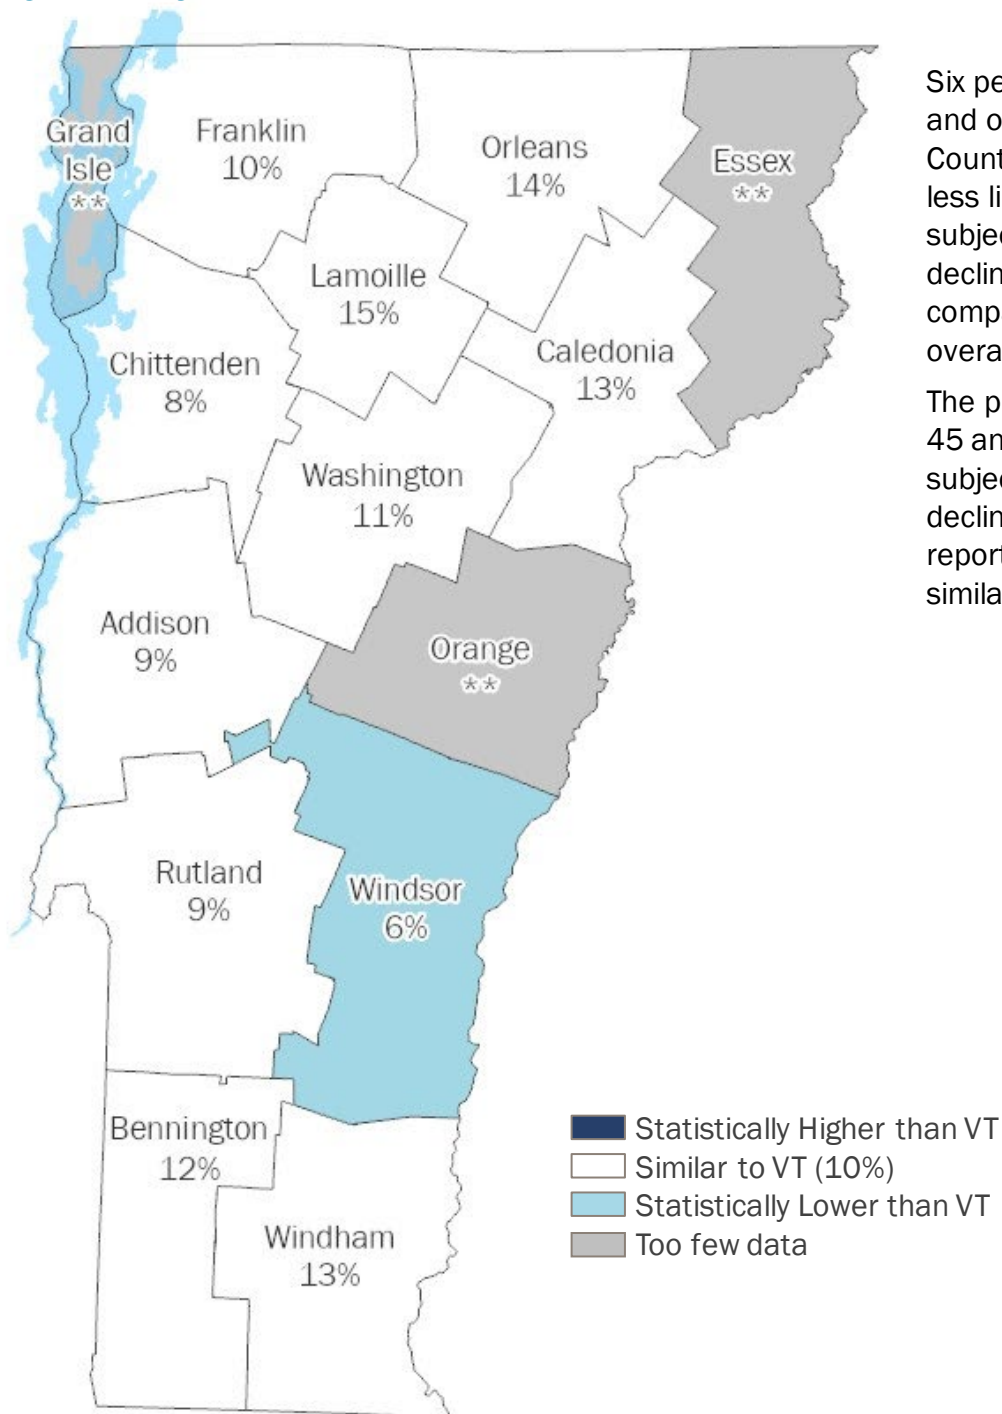 Grand
Isle
**
Franklin
10%
Orleans
14%
Essex
**
Lamoille
15%
Chittenden
8%
Caledonia
13%
Washington
11%
Addison
9%
Orange
**
Rutland
9%
Windsor
6%
Bennington
12%
Windham
13%
Statistically Higher than VT
Similar to VT (10%)
Statistically Lower than VT
Too few data
Six pe
and o
Count
less li
subjec
declin
comp
overa
The p
45 an
subjec
declin
report
simila